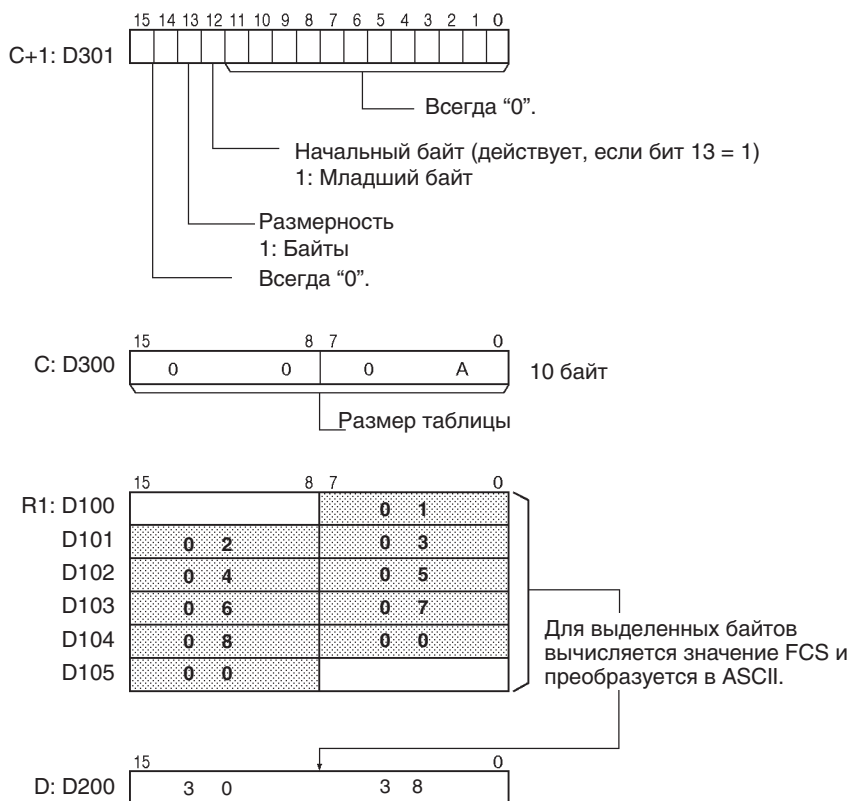 15 14 13 12 11 10 9 8 7 6 5 4 3 2 1 0
C+1: D301
Всегда “0”.
Начальный байт (действует, если бит 13 = 1)
1: Младший байт
Размерность
1: Байты
Всегда “0”.
15 8 7 0
C: D300 0 0 0 A 10 байт
Размер таблицы
15 8 7 0
R1: D100 0 1
D101 0 2 0 3
D102 0 4 0 5
D103 0 6 0 7
D104 0 8 0 0
D105 0 0
Для выделенных байтов
вычисляется значение FCS и
преобразуется в ASCII.
15 0
D: D200 3 0 3 8